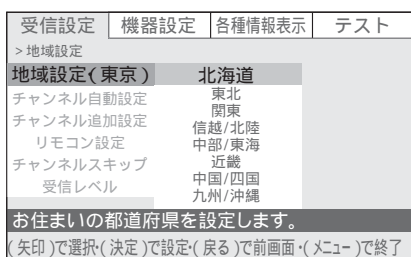 受信設定 機器設定 各種情報表示 テスト
>地域設定
地域設定(東京) 北海道
東北
チャンネル自動設定 関東
チャンネル追加設定 信越/北陸
リモコン設定 中部/東海
チャンネルスキップ 近畿
中国/四国
受信レベル 九州/沖縄
お住まいの都道府県を設定します。
(矢印)で選択・(決定)で設定・(戻る)で前画面・(メニュー)で終了